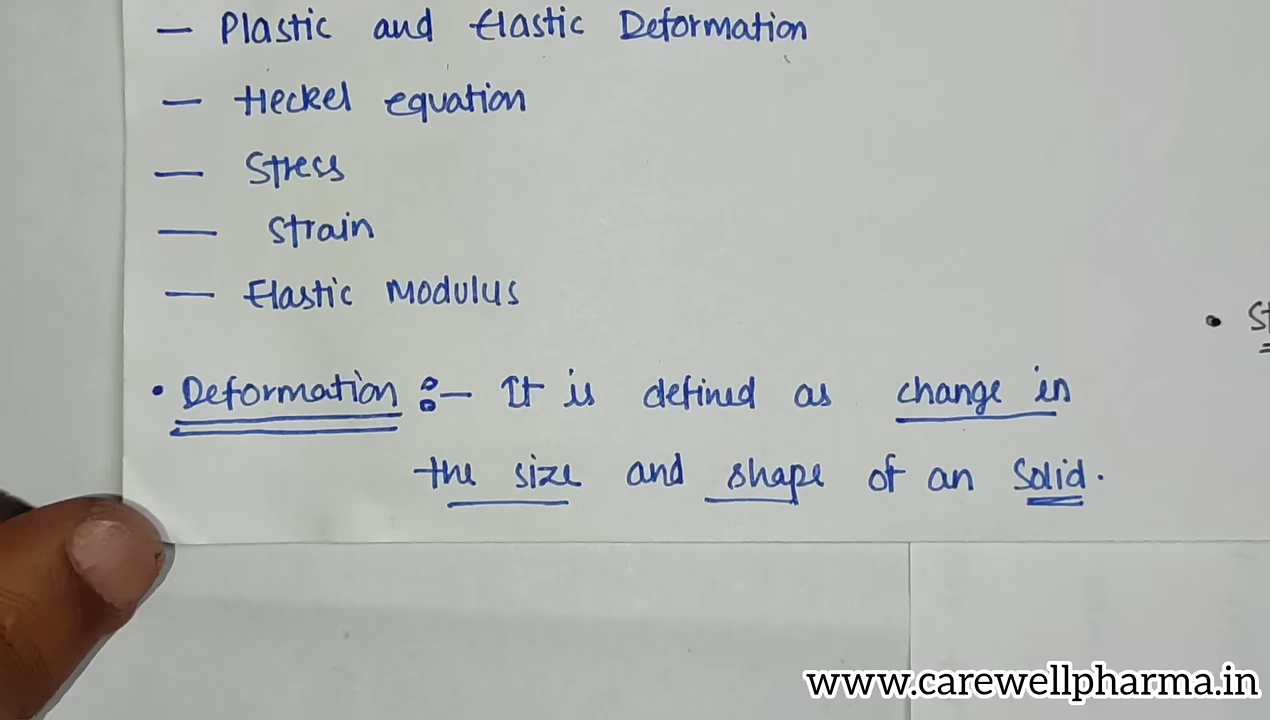 — Plastic and Elastic Deformation
— Heckel equation
— Stress
— Strain
— Elastic Modulus
• Deformation :— It is defined as change in
the size and shape of an solid.
www.carewellpharma.in